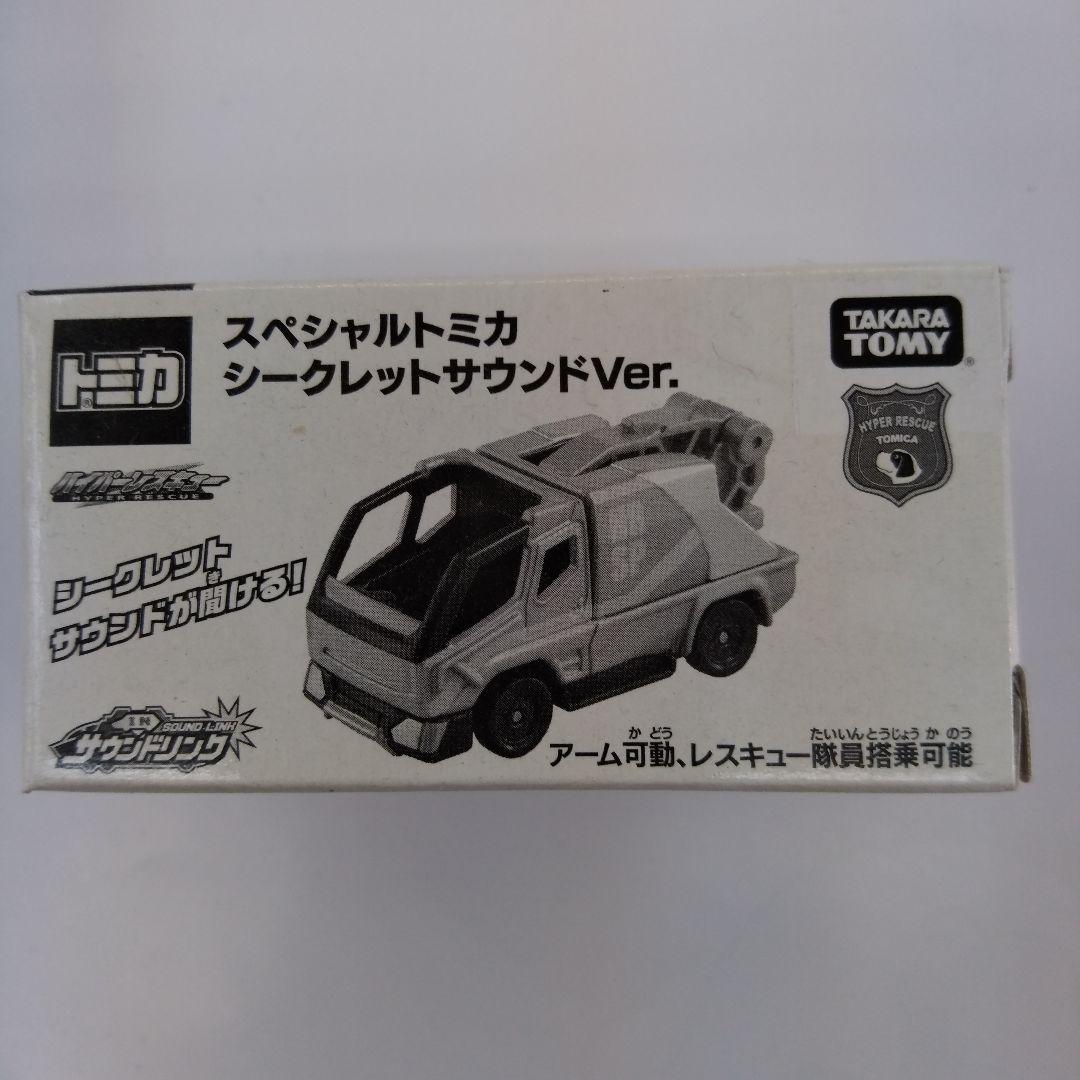 トミカ
スペシャルトミカ
シークレットサウンドVer.
TAKARA
TOMY
HYPER RESCUE
TOMICA
ハイパーレスキュー
HYPER RESCUE
シークレット
サウンドが聞ける!
き
IN SOUND LINK
サウンドリンク
かどう たいいんとうじょうかのう
アーム可動、レスキュー隊員搭乗可能